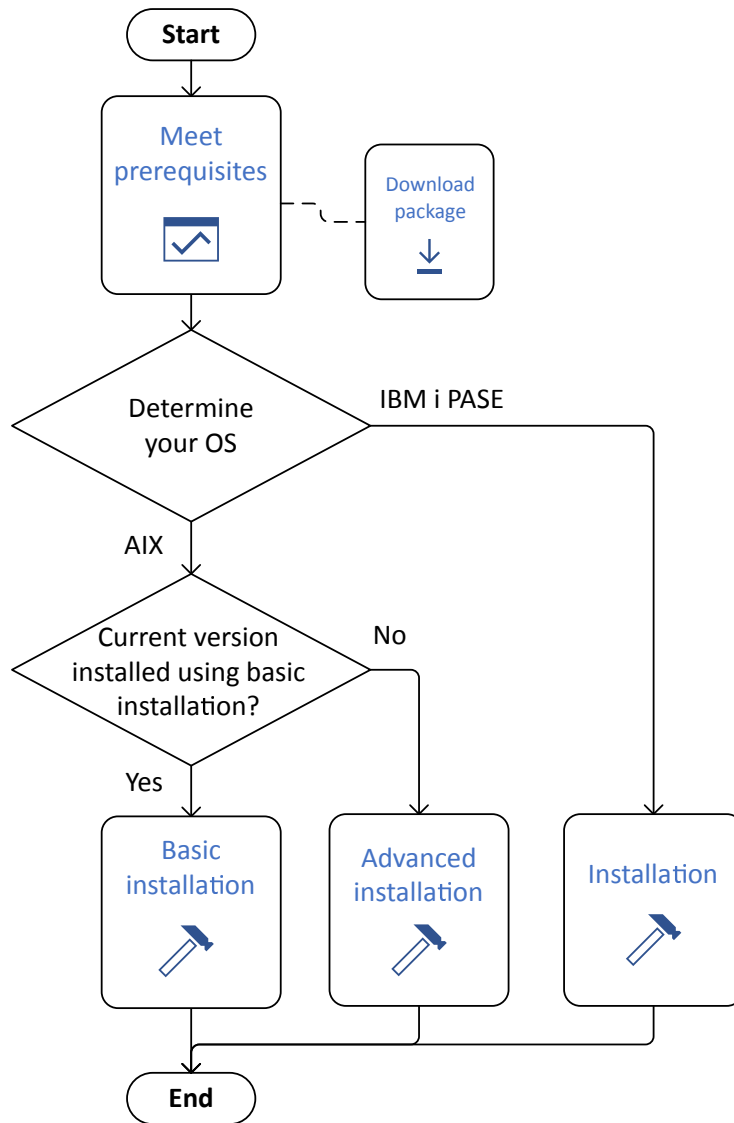 Start
Meet
prerequisites
Download
package
Determine
your OS
IBM i PASE
AIX
Current version
installed using basic
installation?
No
Yes
Basic
installation
Advanced
installation
Installation
End